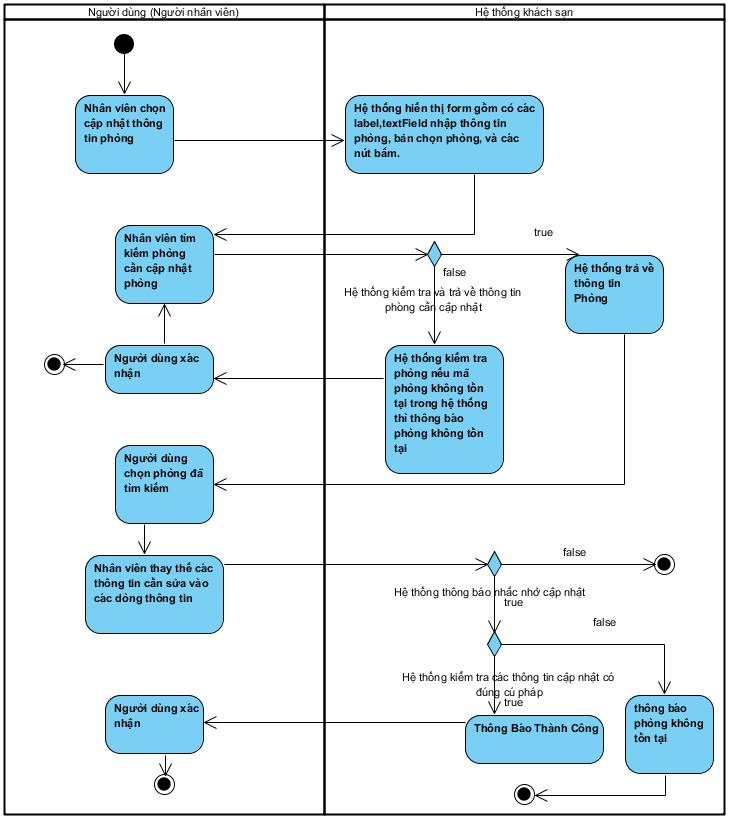 Người dùng (Người nhân viên)
Hệ thống khách sạn
Nhân viên chọn
cập nhật thông
tin phòng
Hệ thống hiển thị form gồm có các
label,textField nhập thông tin
phòng, bản chọn phòng, và các
nút bấm.
Nhân viên tìm
kiếm phòng
cần cập nhật
phòng
true
false
Hệ thống kiểm tra và trả về thông tin
phòng cần cập nhật
Hệ thống trả về
thông tin
Phòng
Người dùng xác
nhận
Hệ thống kiểm tra
phòng nếu mã
phòng không tồn
tại trong hệ thống
thì thông báo
phòng không tồn
tại
Người dùng
chọn phòng đã
tìm kiếm
Nhân viên thay thế các
thông tin cần sửa vào
các dòng thông tin
false
Hệ thống thông báo nhắc nhở cập nhật
true
false
Hệ thống kiểm tra các thông tin cập nhật có
đúng cú pháp
true
Người dùng xác
nhận
Thông Báo Thành Công
thông báo
phòng không
tồn tại